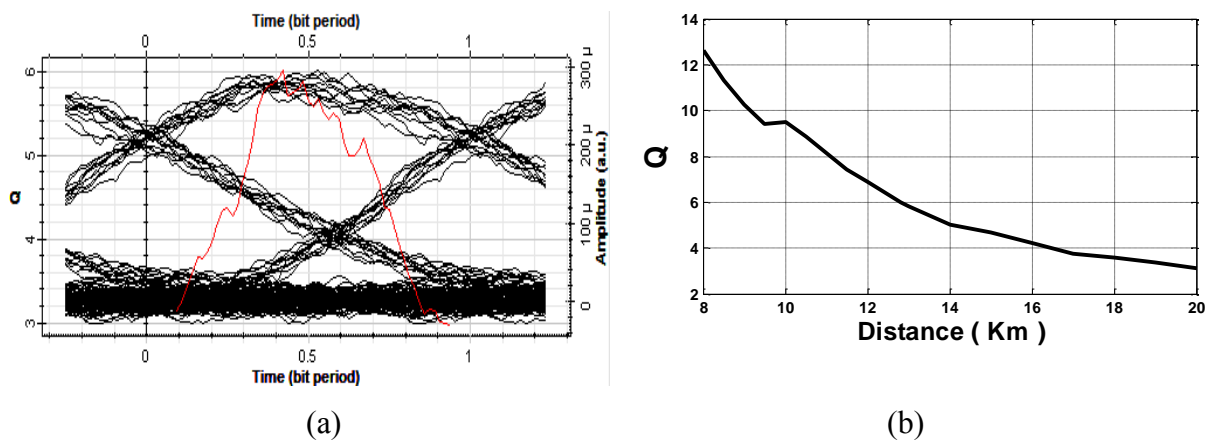 Time (bit period)
0 0.5 1
6
5
4
3
Q
300 µ
200 µ
100 µ
0
Amplitude (a.u.)
0 0.5 1
Time (bit period)
(a)
14
12
10
8
6
4
2
Q
8 10 12 14 16 18 20
Distance ( Km )
(b)